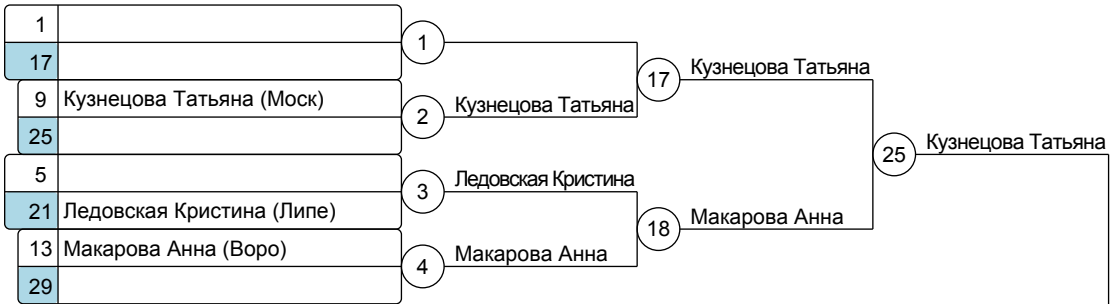 1
17
9 Кузнецова Татьяна (Моск)
25
5
21 Ледовская Кристина (Липе)
13 Макарова Анна (Воро)
29
1
2
3
4
Кузнецова Татьяна
Ледовская Кристина
Макарова Анна
17
18
Кузнецова Татьяна
Макарова Анна
25
Кузнецова Татьяна